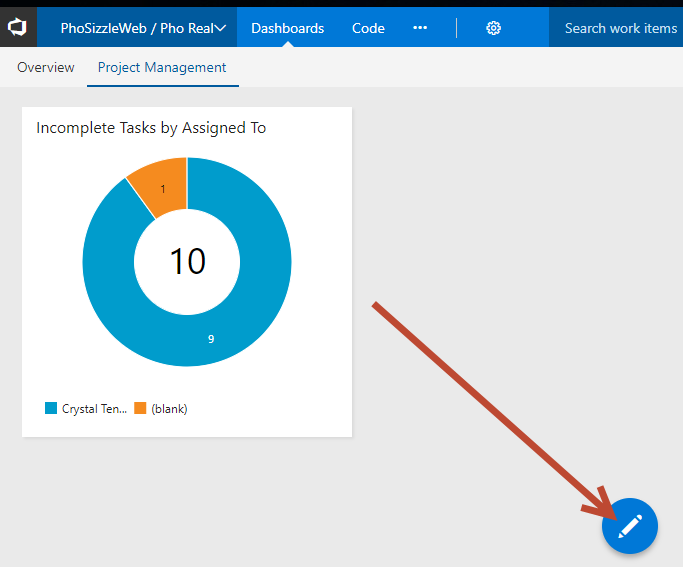 PhoSizzleWeb / Pho Real Dashboards Code ••• Search work items
Overview Project Management
Incomplete Tasks by Assigned To
1
10
9
Crystal Ten... (blank)